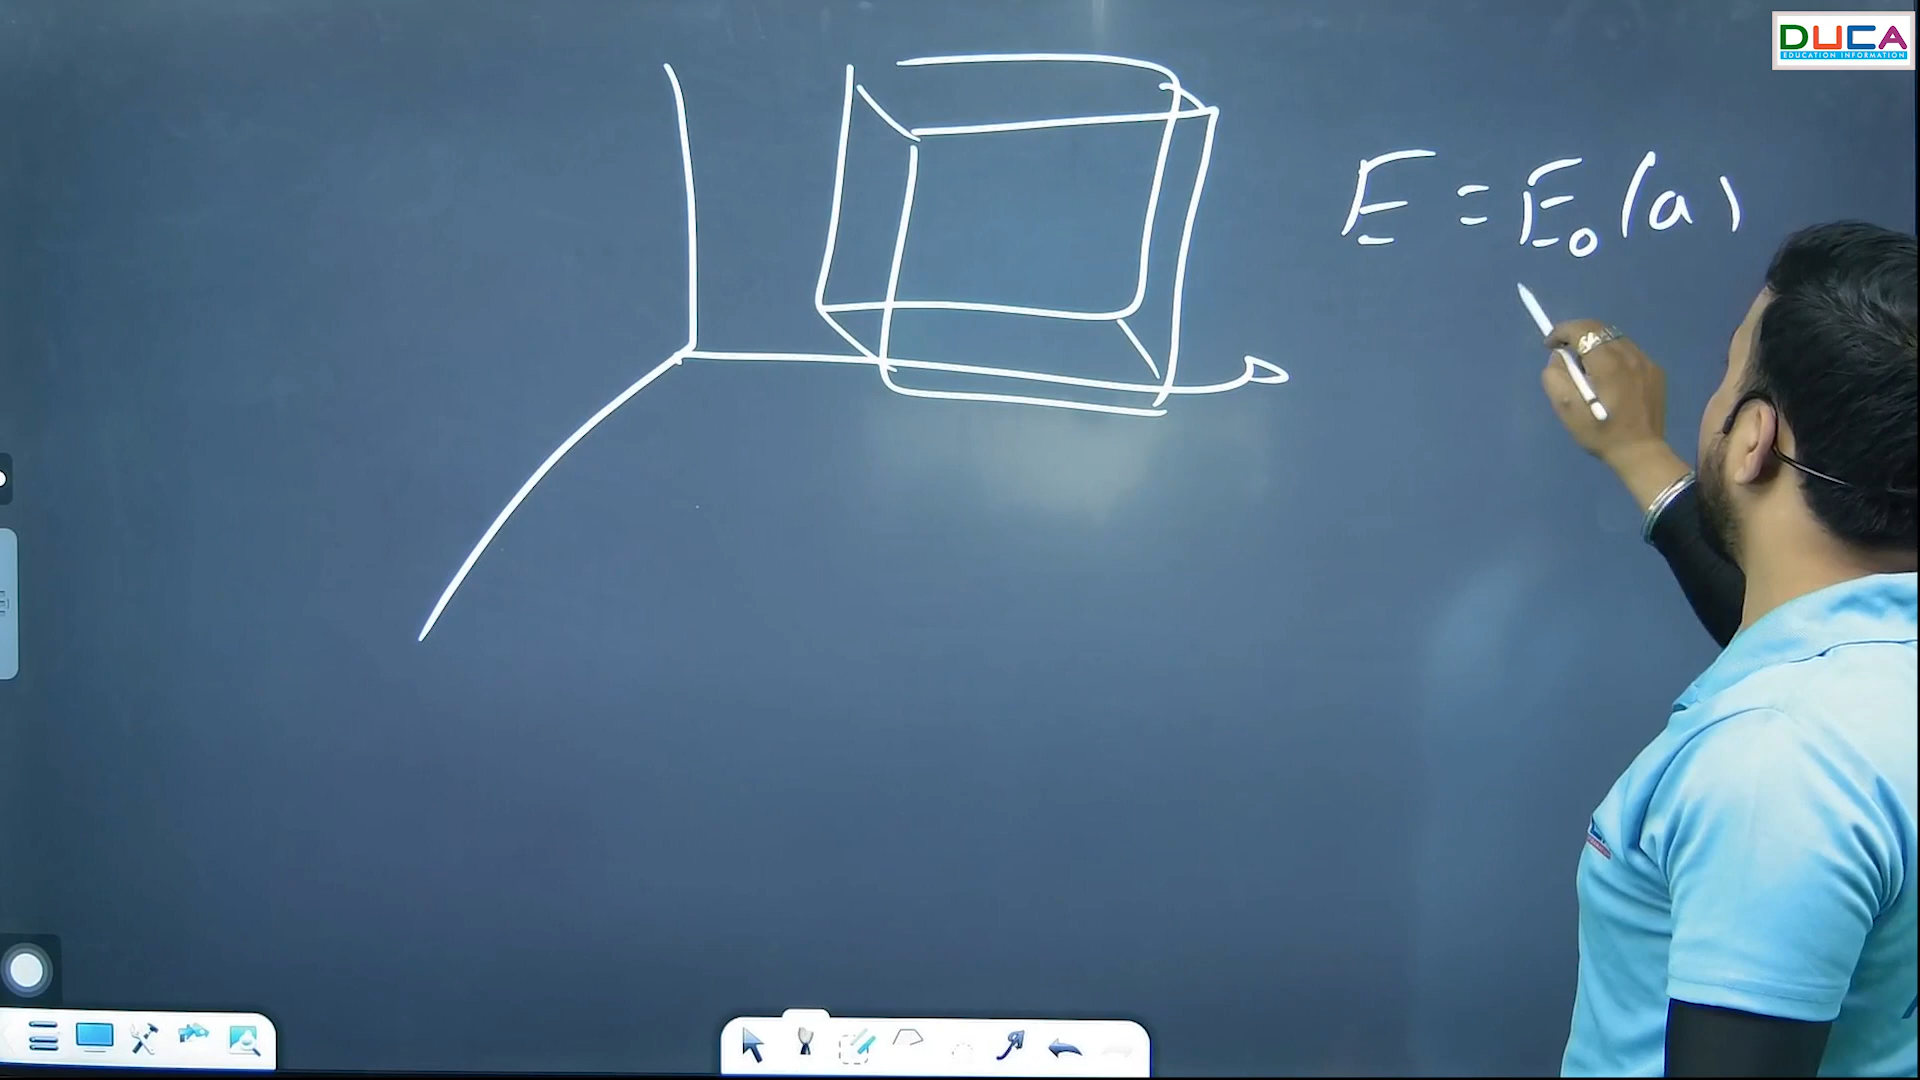 DUCA
EDUCATION INFORMATION
E = E₀ (a)